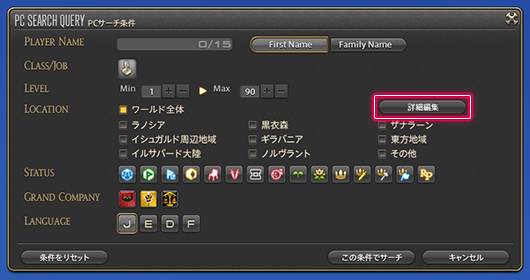 PC SEARCH QUERY PCサーチ条件
PLAYER NAME 0/15 First Name Family Name
CLASS/JOB
LEVEL Min 1 Max 90
LOCATION ワールド全体 詳細編集
ラノシア 黒衣森 ザナラーン
イシュガルド周辺地域 ギラバニア 東方地域
イルサバード大陸 ノルヴラント その他
STATUS RP
GRAND COMPANY
LANGUAGE J E D F
条件をリセット この条件でサーチ キャンセル